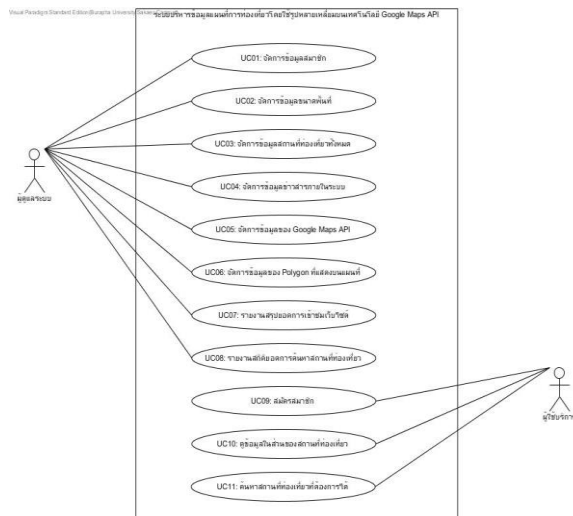 Visual Paradigm Standard Edition(Burapha University)
ระบบบริหารข้อมูลแผนที่การท่องเที่ยวโดยใช้รูปหลายเหลี่ยมบนเทคโนโลยี Google Maps API
UC01: จัดการข้อมูลสมาชิก
UC02: จัดการข้อมูลขนาดพื้นที่
UC03: จัดการข้อมูลสถานที่ท่องเที่ยวทั้งหมด
ผู้ดูแลระบบ
UC04: จัดการข้อมูลข่าวสารภายในระบบ
UC05: จัดการข้อมูลของ Google Maps API
UC06: จัดการข้อมูลของ Polygon ที่แสดงบนแผนที่
UC07: รายงานสรุปยอดการเข้าชมเว็บไซต์
UC08: รายงานสถิติยอดการค้นหาสถานที่ท่องเที่ยว
UC09: สมัครสมาชิก
ผู้ใช้บริการ
UC10: ดูข้อมูลในส่วนของสถานที่ท่องเที่ยว
UC11: ค้นหาสถานที่ท่องเที่ยวที่ต้องการได้